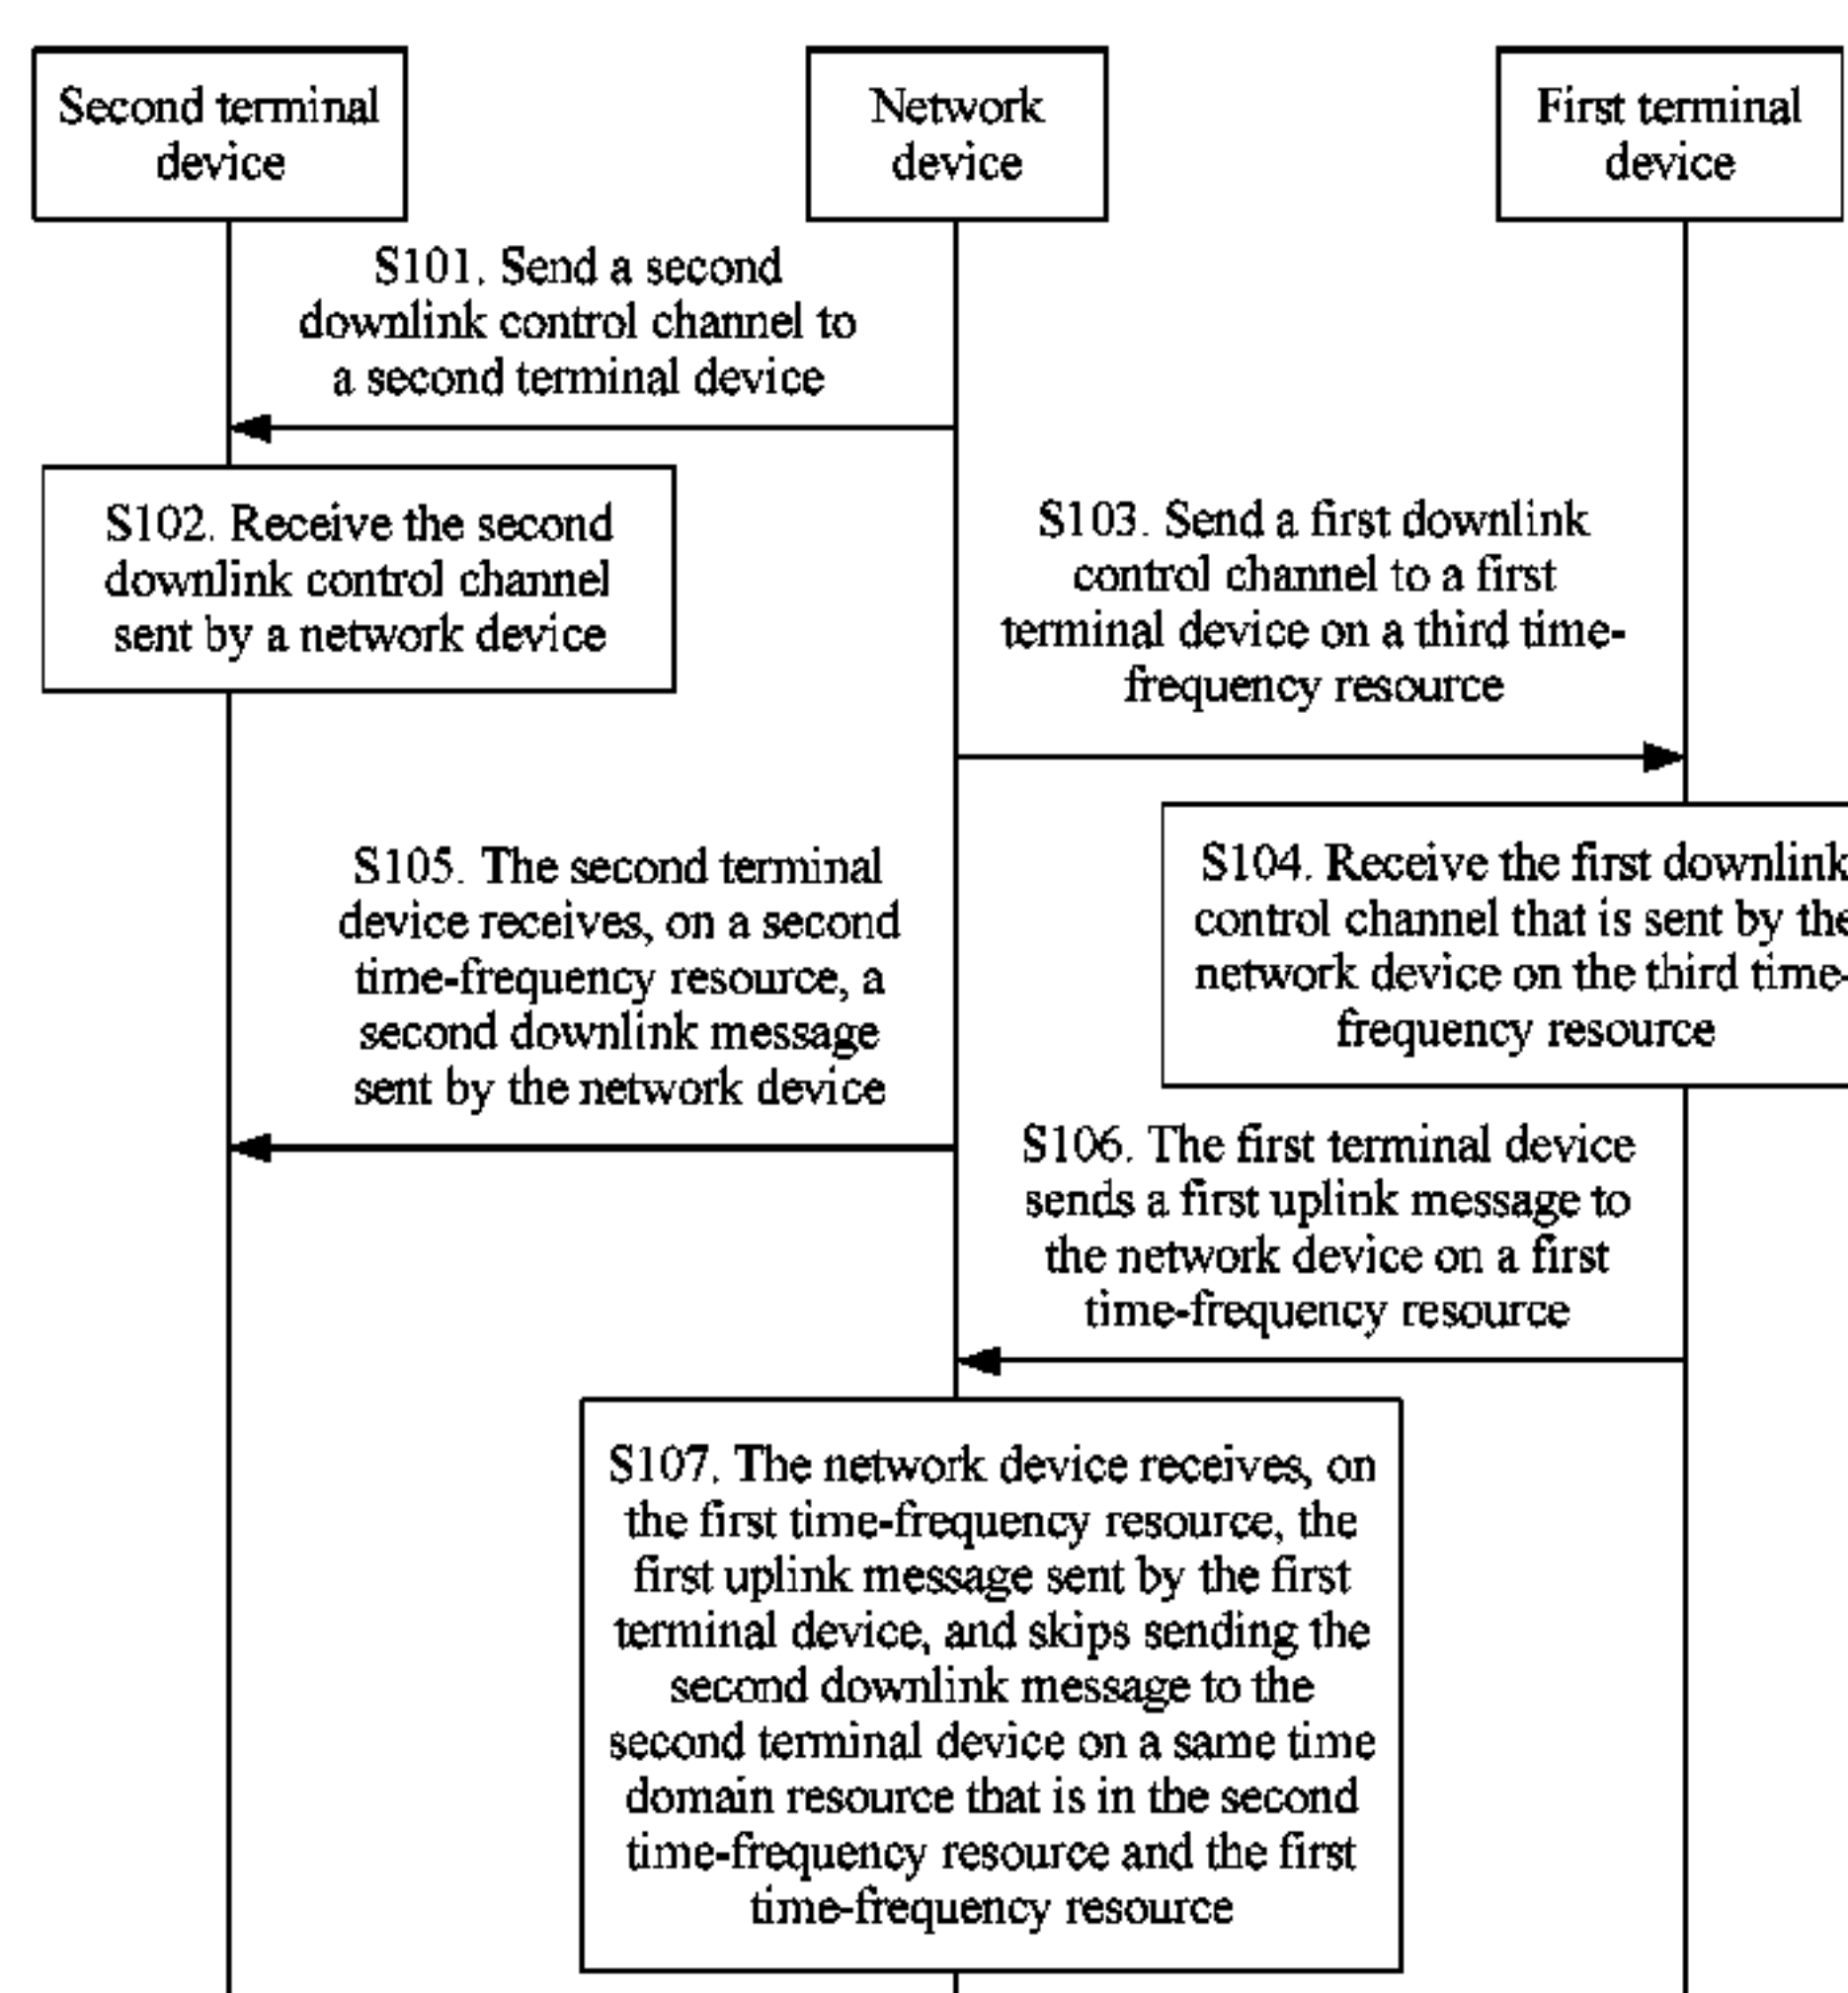 Second terminal
device
Network
device
First terminal
device
S101. Send a second
downlink control channel to
a second terminal device
S102. Receive the second
downlink control channel
sent by a network device
S103. Send a first downlink
control channel to a first
terminal device on a third time-
frequency resource
S104. Receive the first downlink
control channel that is sent by the
network device on the third time-
frequency resource
S105. The second terminal
device receives, on a second
time-frequency resource, a
second downlink message
sent by the network device
S106. The first terminal device
sends a first uplink message to
the network device on a first
time-frequency resource
S107. The network device receives, on
the first time-frequency resource, the
first uplink message sent by the first
terminal device, and skips sending the
second downlink message to the
second terminal device on a same time
domain resource that is in the second
time-frequency resource and the first
time-frequency resource